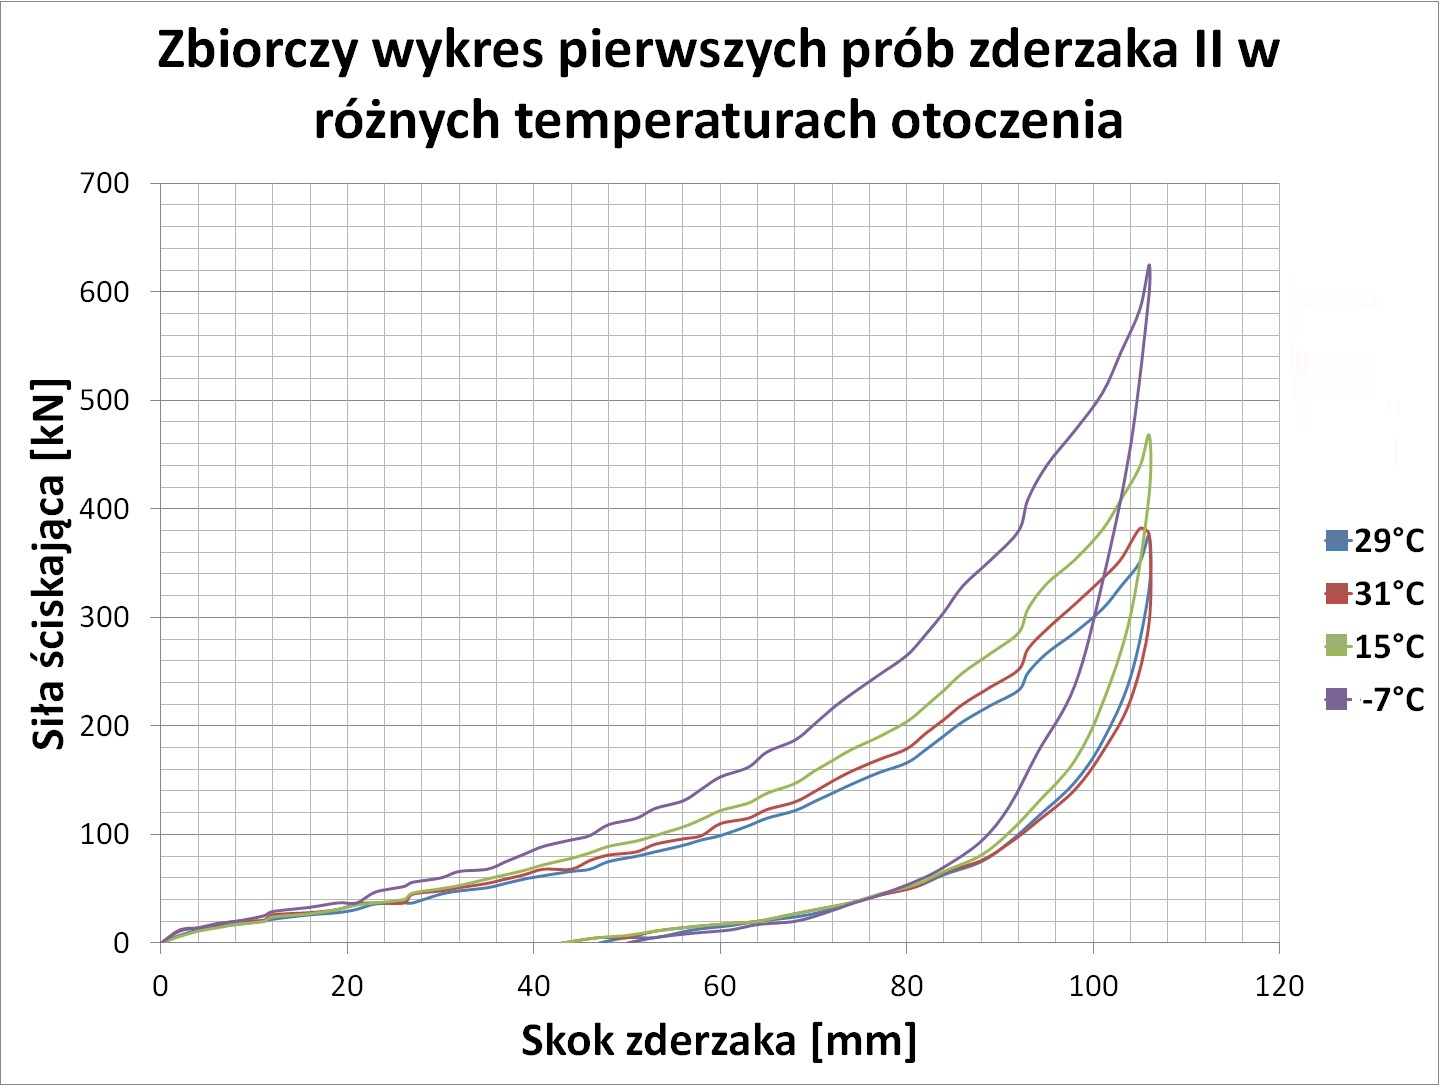 Zbiorczy wykres pierwszych prób zderzaka II w
różnych temperaturach otoczenia
700
600
500
400
300
200
100
0
Siła ściskająca [kN]
0 20 40 60 80 100 120
Skok zderzaka [mm]
29°C
31°C
15°C
-7°C